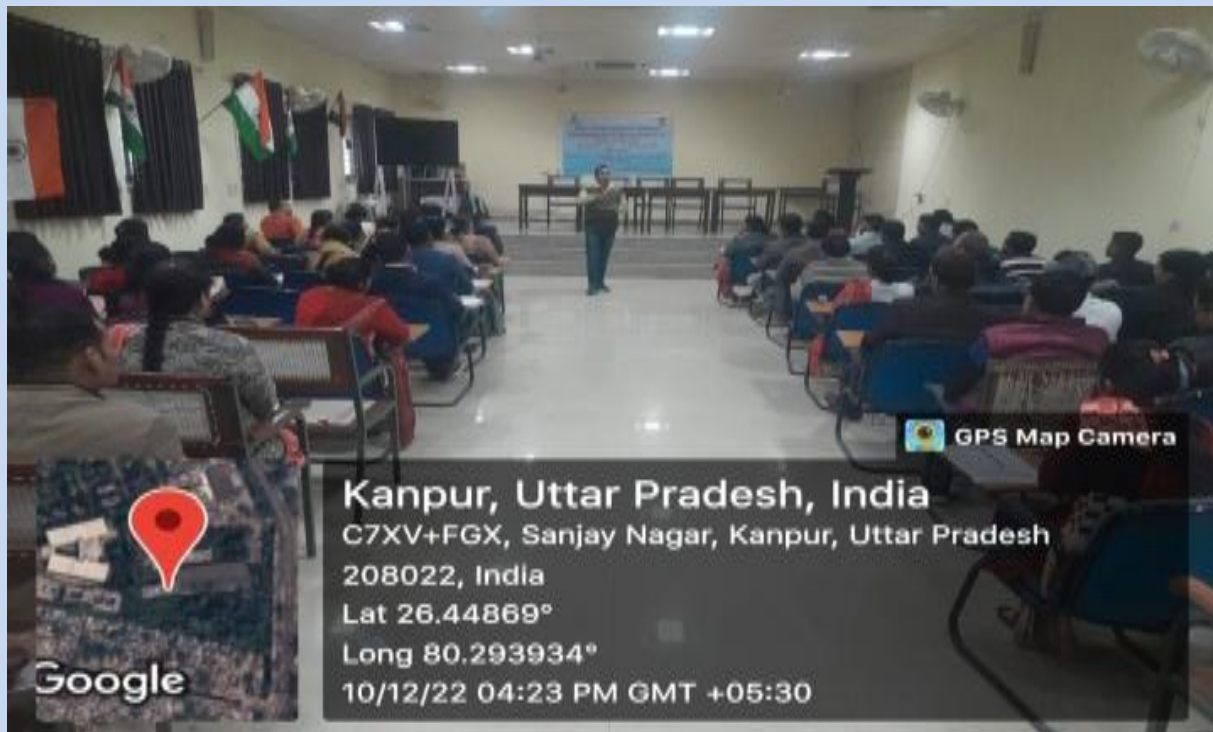 GPS Map Camera
Kanpur, Uttar Pradesh, India
C7XV+FGX, Sanjay Nagar, Kanpur, Uttar Pradesh
208022, India
Lat 26.44869°
Long 80.293934°
10/12/22 04:23 PM GMT +05:30
Google